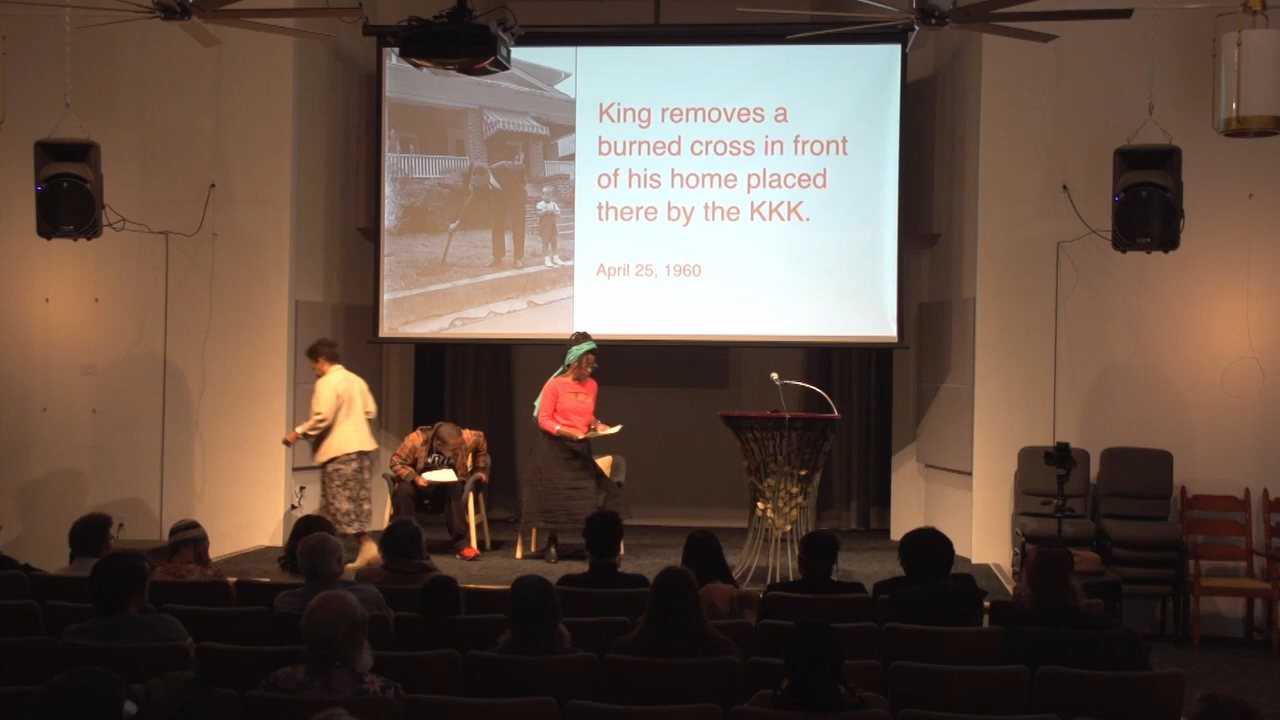 King removes a
burned cross in front
of his home placed
there by the KKK.
April 25, 1960